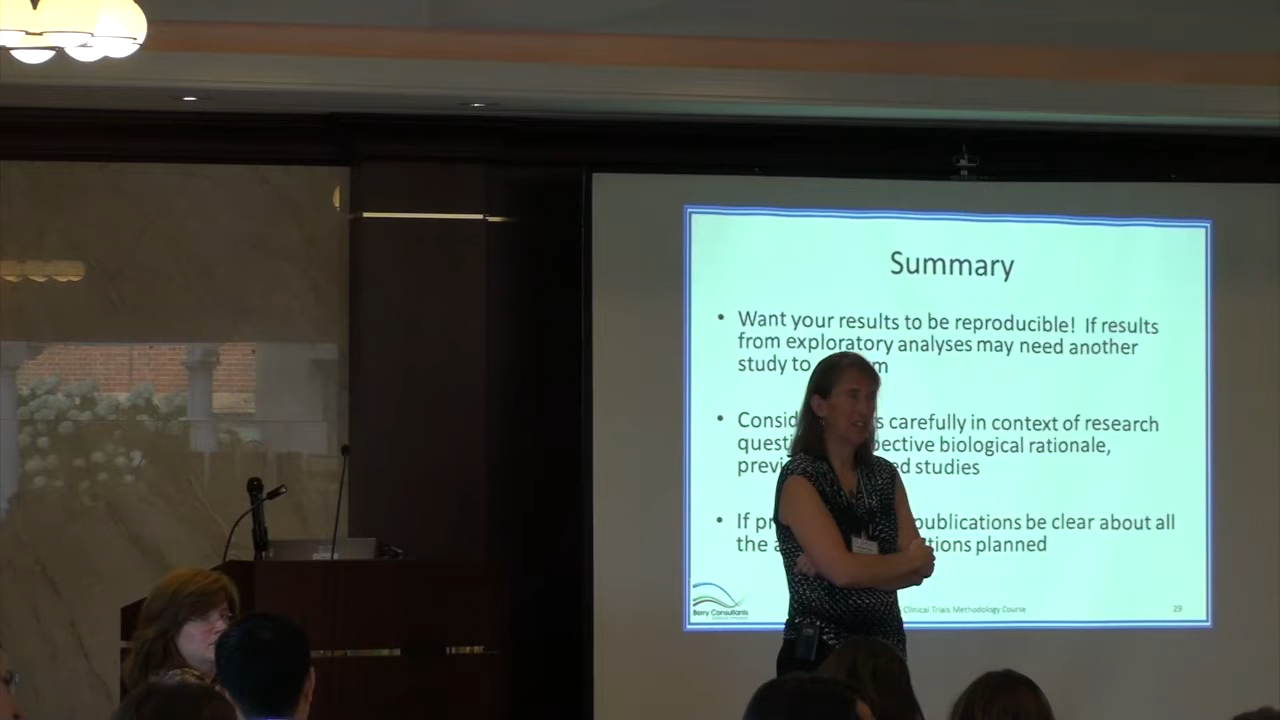 Summary
• Want your results to be reproducible! If results
from exploratory analyses may need another
study to
carefully in context of research
biological rationale,
studies
• If publications be clear about all
the planned
Berry Consultants
Clinical Trials Methodology Course
29